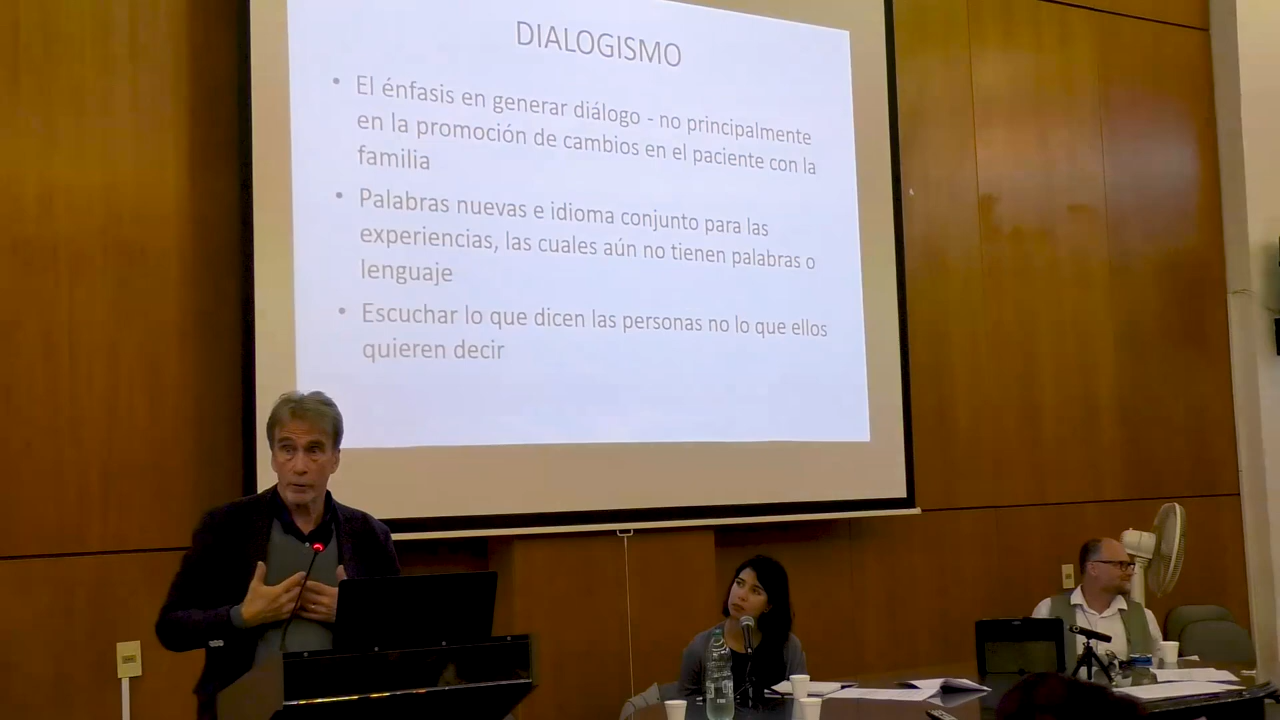 DIALOGISMO
• El énfasis en generar diálogo - no principalmente
en la promoción de cambios en el paciente con la
familia
• Palabras nuevas e idioma conjunto para las
experiencias, las cuales aún no tienen palabras o
lenguaje
• Escuchar lo que dicen las personas no lo que ellos
quieren decir